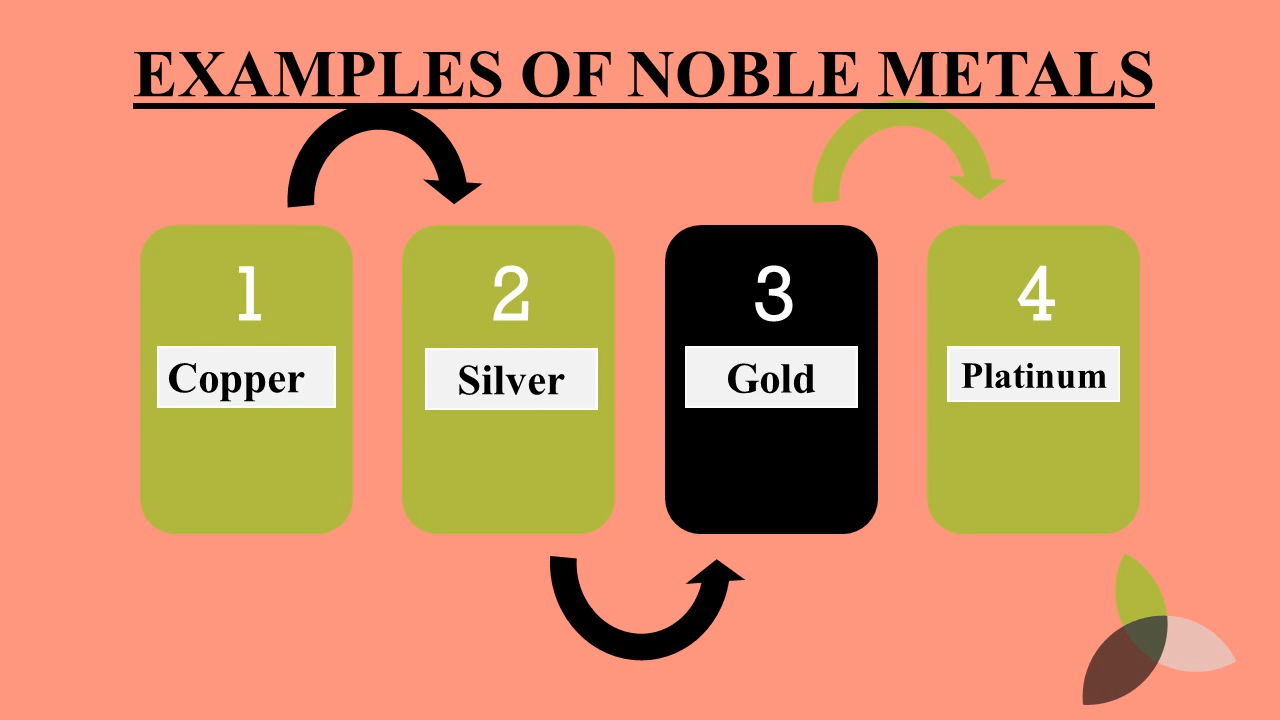 EXAMPLES OF NOBLE METALS
1
Copper
2
Silver
3
Gold
4
Platinum